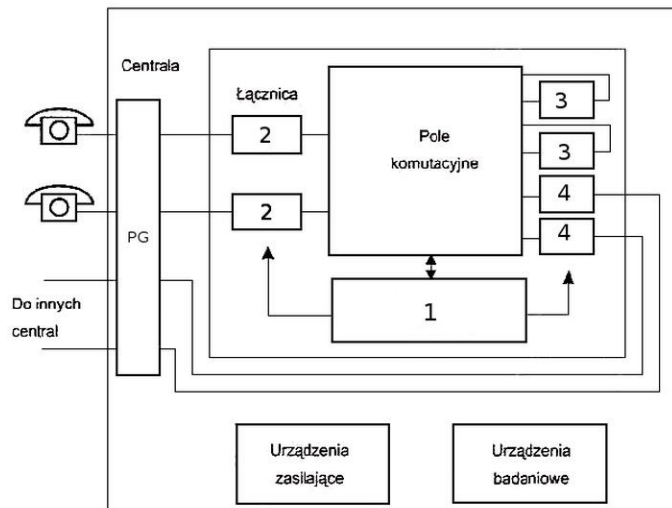 Centrala
Łącznica
2
2
PG
Pole
komutacyjne
3
3
4
4
1
Do innych
central
Urządzenia
zasilające
Urządzenia
badaniowe